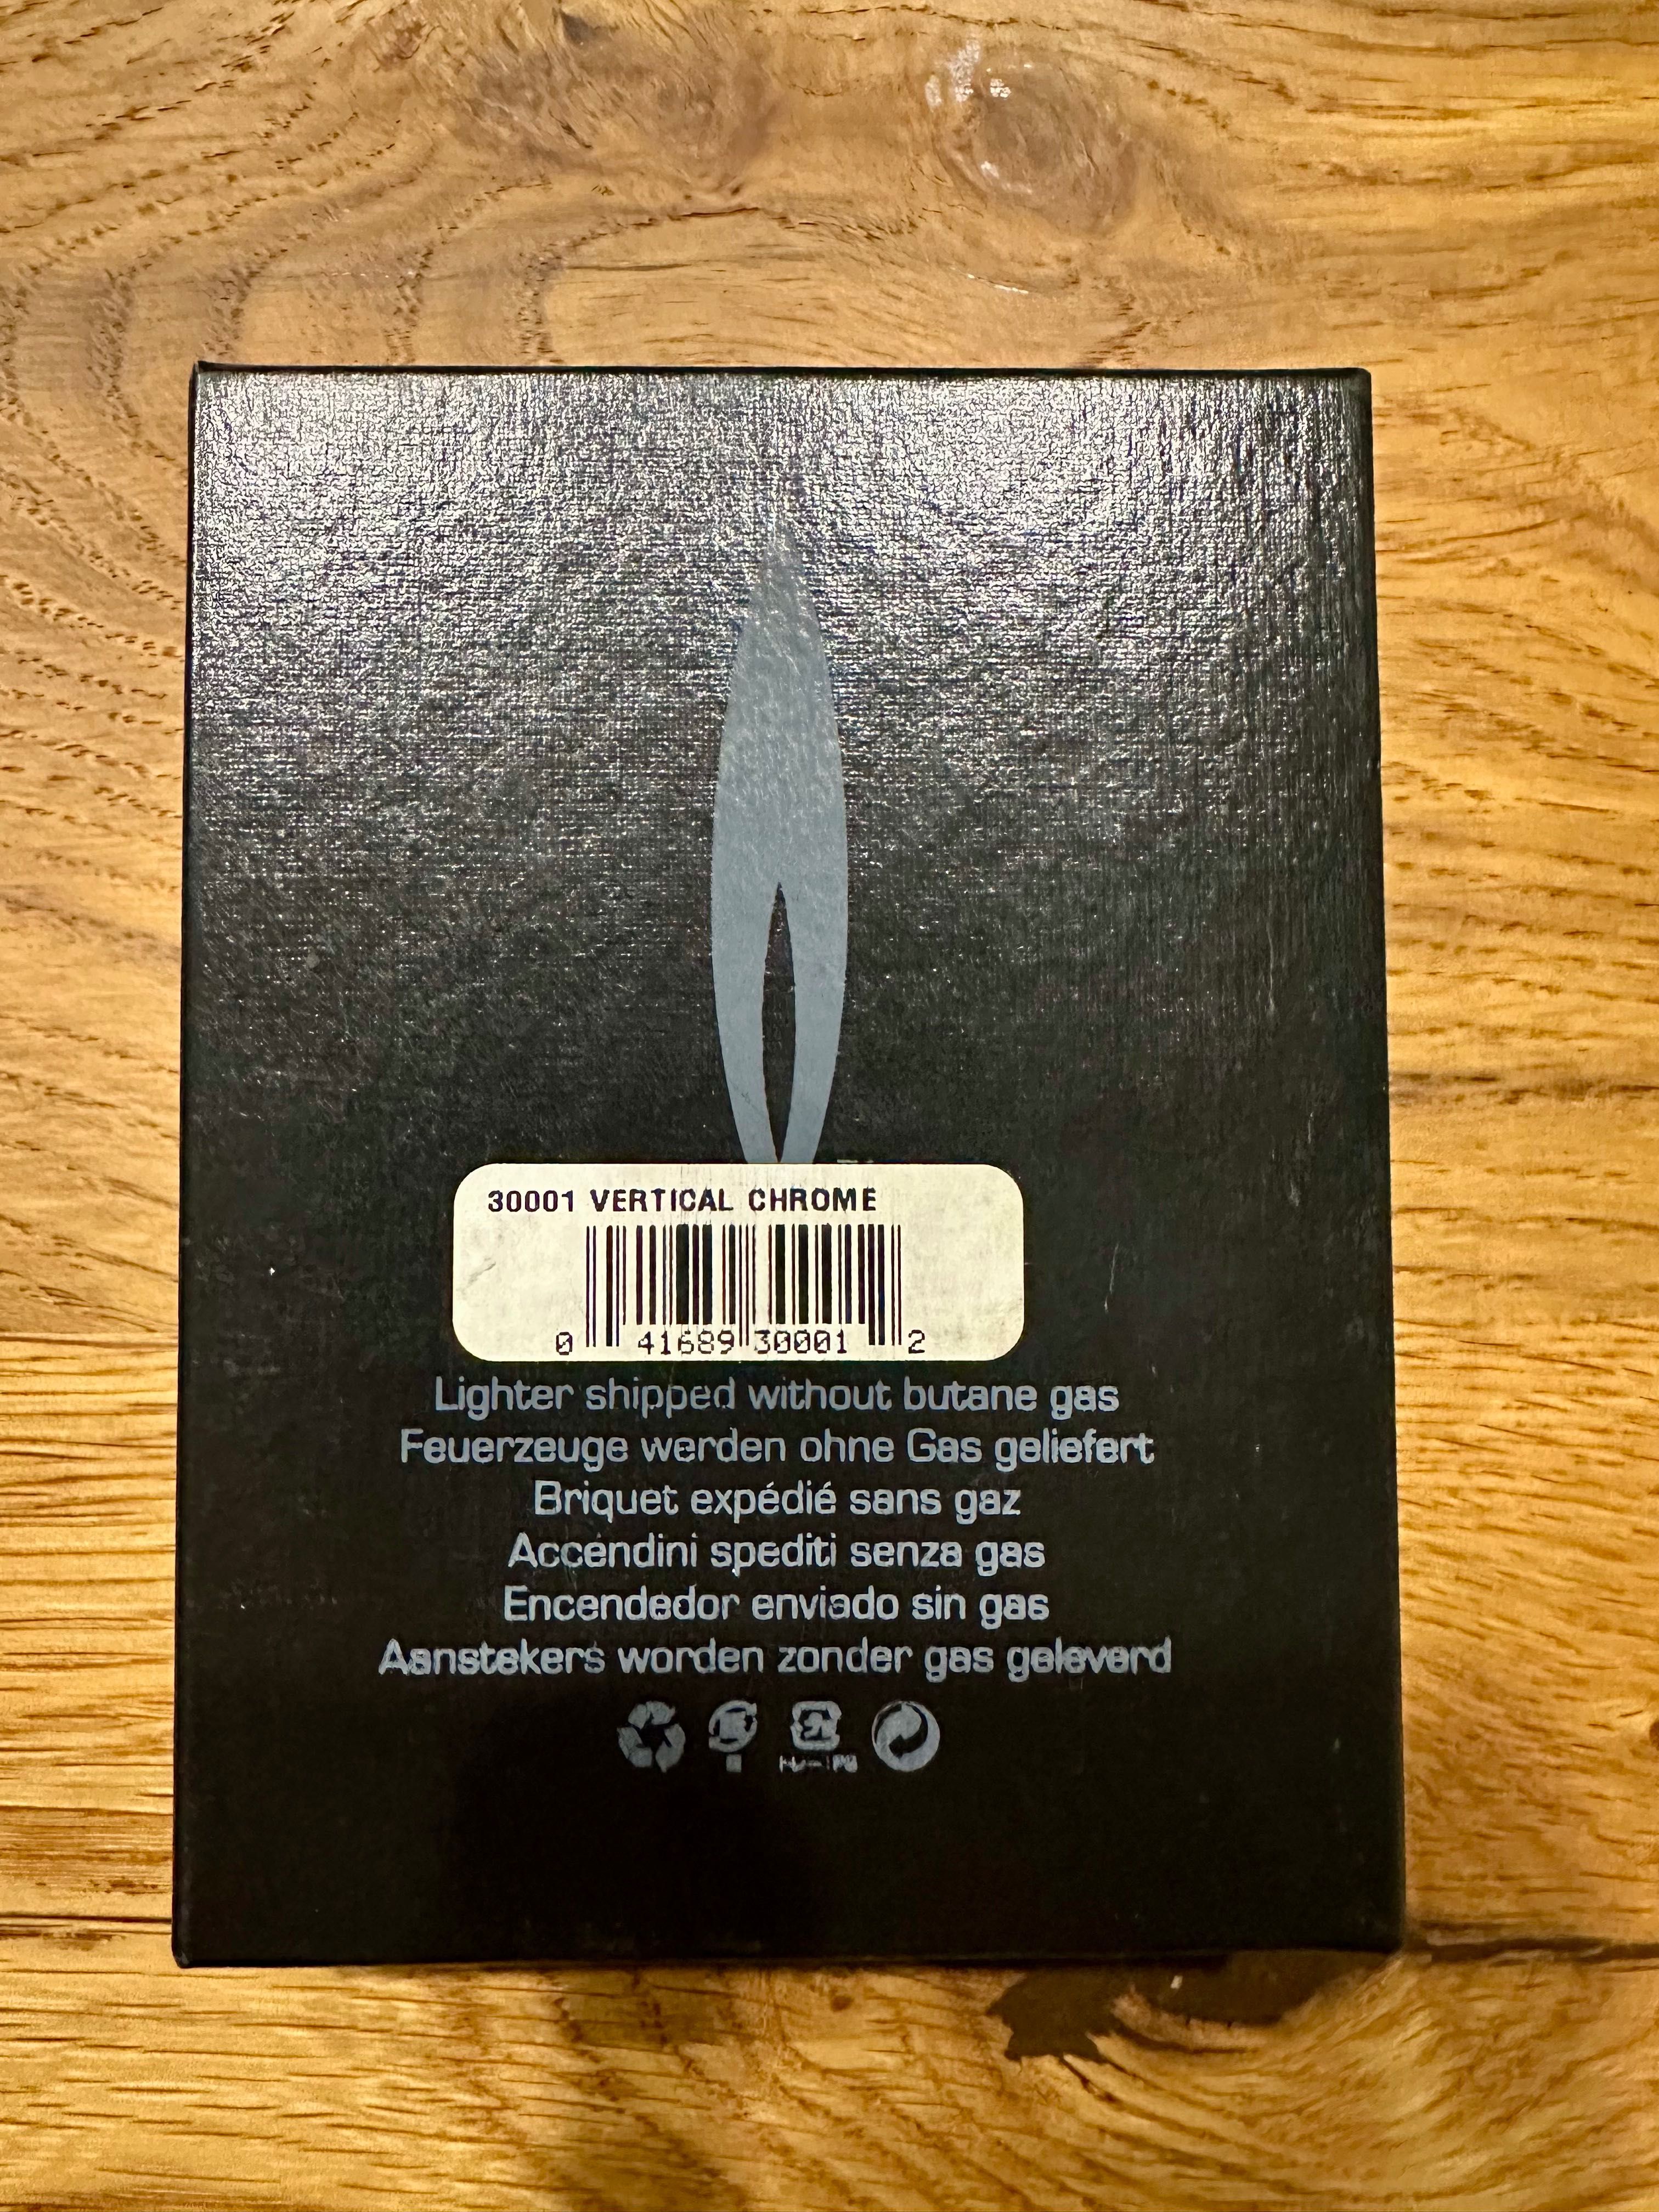 30001 VERTICAL CHROME
0 41689 30001 2
Lighter shipped without butane gas
Feuerzeuge werden ohne Gas geliefert
Briquet expédié sans gaz
Accendini spediti senza gas
Encendedor enviado sin gas
Aanstekers worden zonder gas geleverd